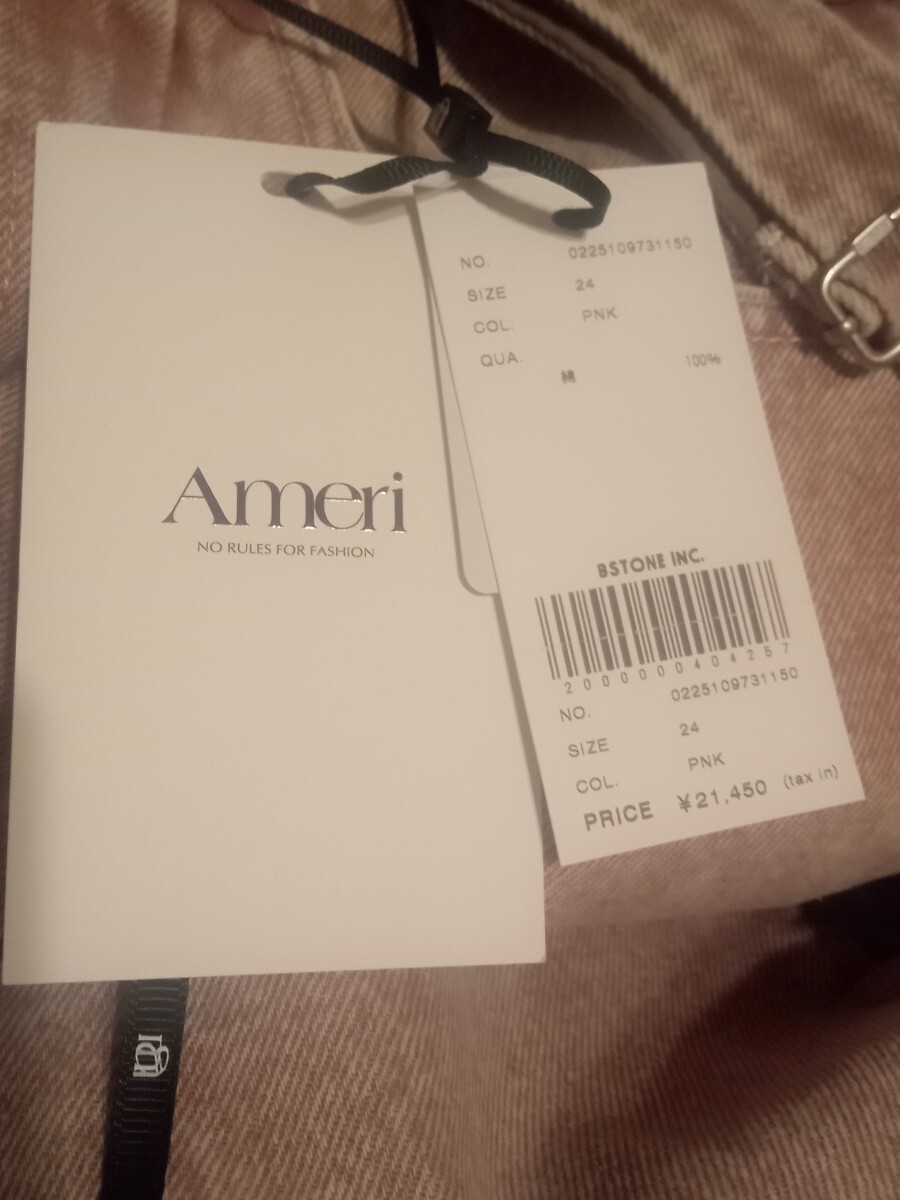 Ameri
NO RULES FOR FASHION
NO. 0225109731150
SIZE 24
COL. PNK
QUA.
綿 100%
BSTONE INC.
2000000404257
NO. 0225109731150
SIZE 24
COL. PNK
PRICE ¥21,450 (tax in)